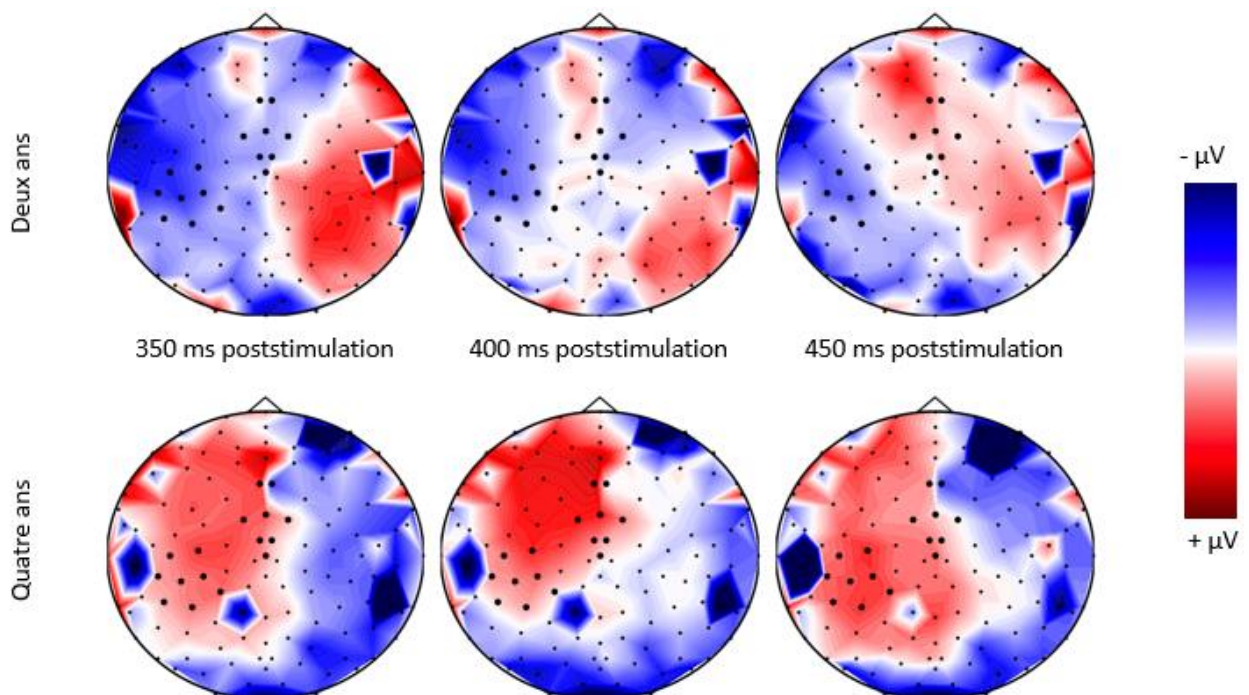 Deux ans
- µV
350 ms poststimulation
400 ms poststimulation
450 ms poststimulation
+ µV
Quatre ans